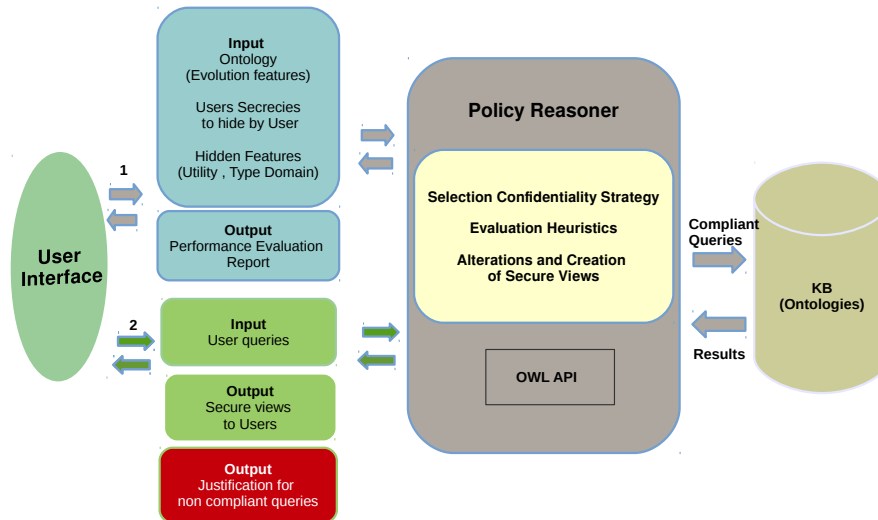 Input
Ontology
(Evolution features)
Users Secrecies
to hide by User
Hidden Features
(Utility , Type Domain)
1
Output
Performance Evaluation
Report
User
Interface
2
Input
User queries
Output
Secure views
to Users
Output
Justification for
non compliant queries
Policy Reasoner
Selection Confidentiality Strategy
Evaluation Heuristics
Alterations and Creation
of Secure Views
OWL API
Compliant
Queries
Results
KB
(Ontologies)